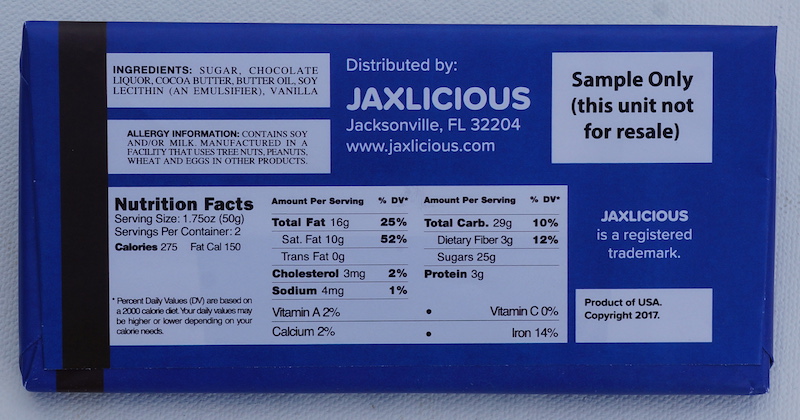 INGREDIENTS: SUGAR, CHOCOLATE
LIQUOR, COCOA BUTTER, BUTTER OIL, SOY
LECITHIN (AN EMULSIFIER), VANILLA
ALLERGY INFORMATION: CONTAINS SOY
AND/OR MILK. MANUFACTURED IN A
FACILITY THAT USES TREE NUTS, PEANUTS,
WHEAT AND EGGS IN OTHER PRODUCTS.
Distributed by:
JAXLICIOUS
Jacksonville, FL 32204
www.jaxlicious.com
Sample Only
(this unit not
for resale)
Nutrition Facts
Serving Size: 1.75oz (50g)
Servings Per Container: 2
Calories 275 Fat Cal 150
* Percent Daily Values (DV) are based on
a 2000 calorie diet. Your daily values may
be higher or lower depending on your
calorie needs.
Amount Per Serving % DV*
Total Fat 16g 25%
Sat. Fat 10g 52%
Trans Fat 0g
Cholesterol 3mg 2%
Sodium 4mg 1%
Amount Per Serving % DV*
Total Carb. 29g 10%
Dietary Fiber 3g 12%
Sugars 25g
Protein 3g
Vitamin A 2% • Vitamin C 0%
Calcium 2% • Iron 14%
JAXLICIOUS
is a registered
trademark.
Product of USA.
Copyright 2017.